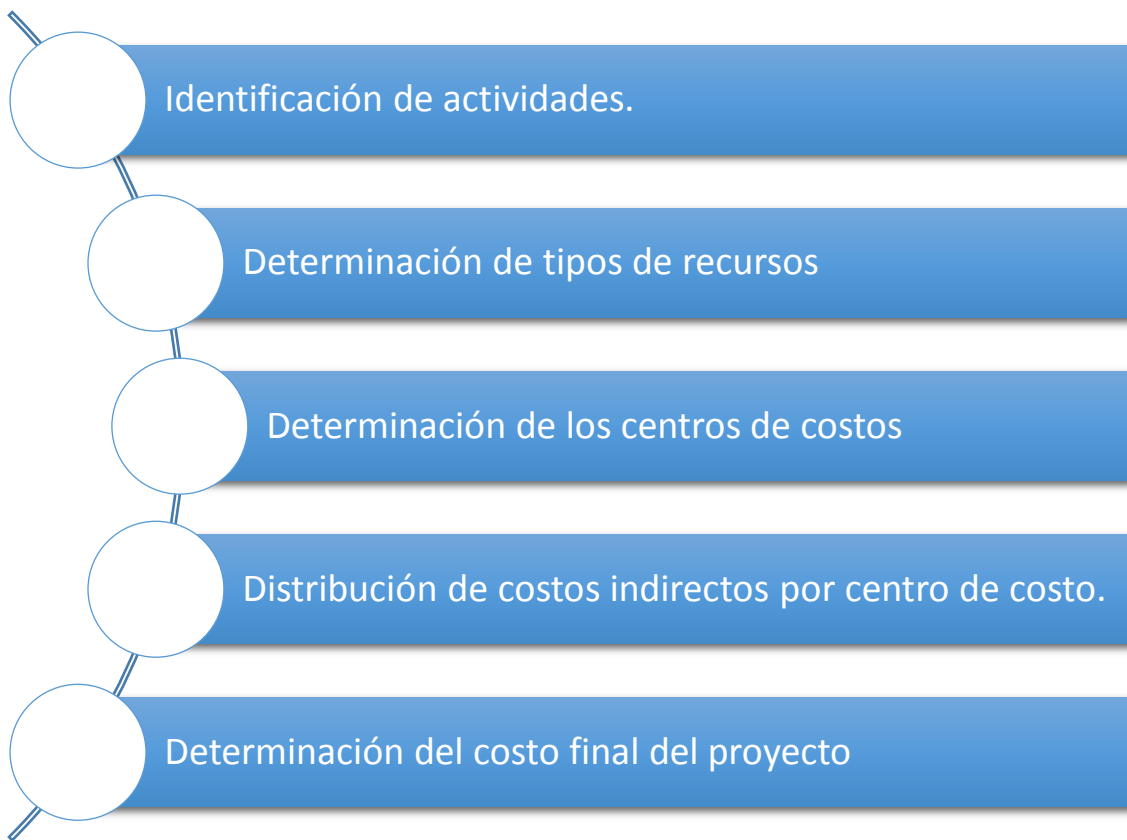 Identificación de actividades.
Determinación de tipos de recursos
Determinación de los centros de costos
Distribución de costos indirectos por centro de costo.
Determinación del costo final del proyecto